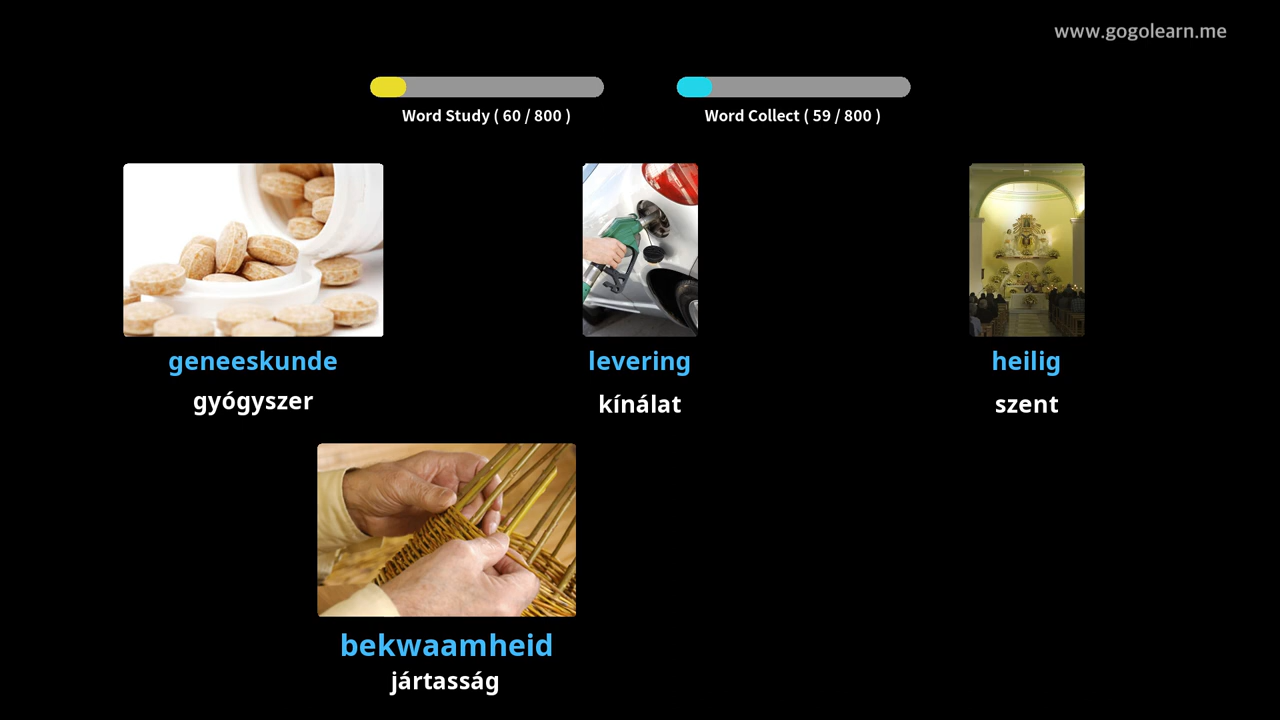 www.gogolearn.me
Word Study ( 60 / 800 )
Word Collect ( 59 / 800 )
geneeskunde
gyógyszer
levering
kínálat
heilig
szent
bekwaamheid
jártasság